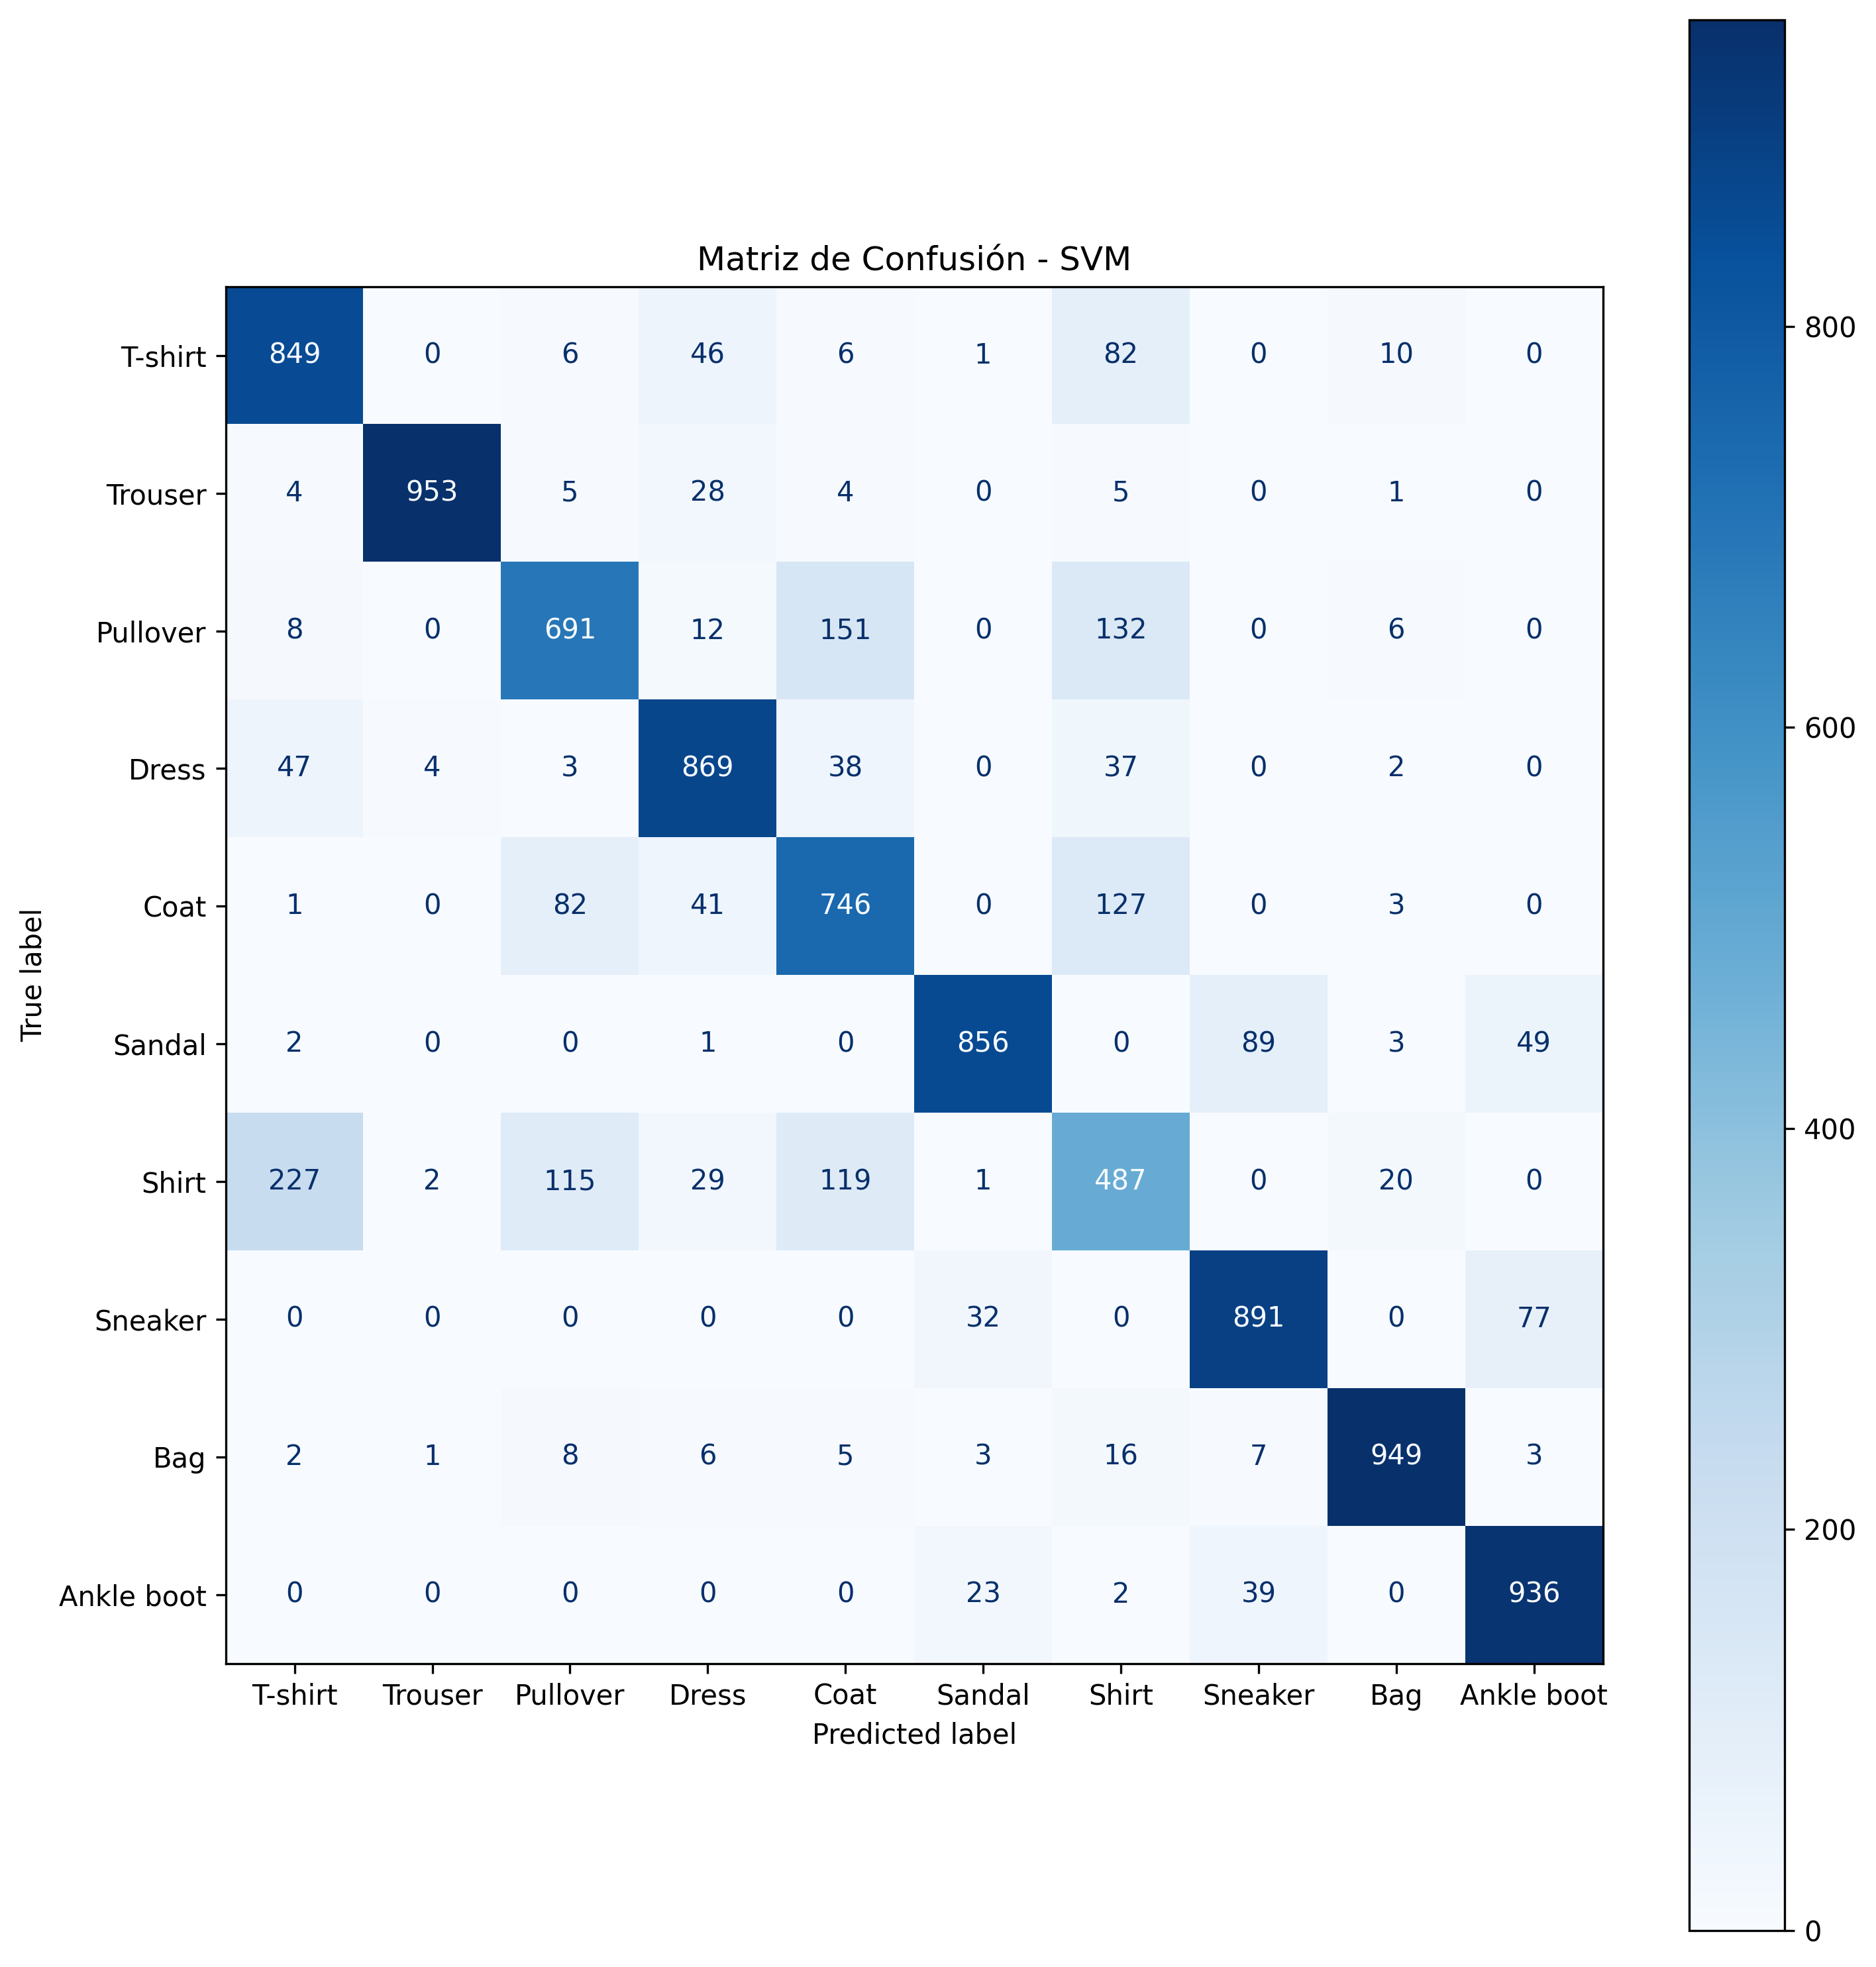 Matriz de Confusión - SVM
T-shirt 849 0 6 46 6 1 82 0 10 0
Trouser 4 953 5 28 4 0 5 0 1 0
Pullover 8 0 691 12 151 0 132 0 6 0
Dress 47 4 3 869 38 0 37 0 2 0
Coat 1 0 82 41 746 0 127 0 3 0
Sandal 2 0 0 1 0 856 0 89 3 49
Shirt 227 2 115 29 119 1 487 0 20 0
Sneaker 0 0 0 0 0 32 0 891 0 77
Bag 2 1 8 6 5 3 16 7 949 3
Ankle boot 0 0 0 0 0 23 2 39 0 936
T-shirt Trouser Pullover Dress Coat Sandal Shirt Sneaker Bag Ankle boot
Predicted label
True label
800
600
400
200
0